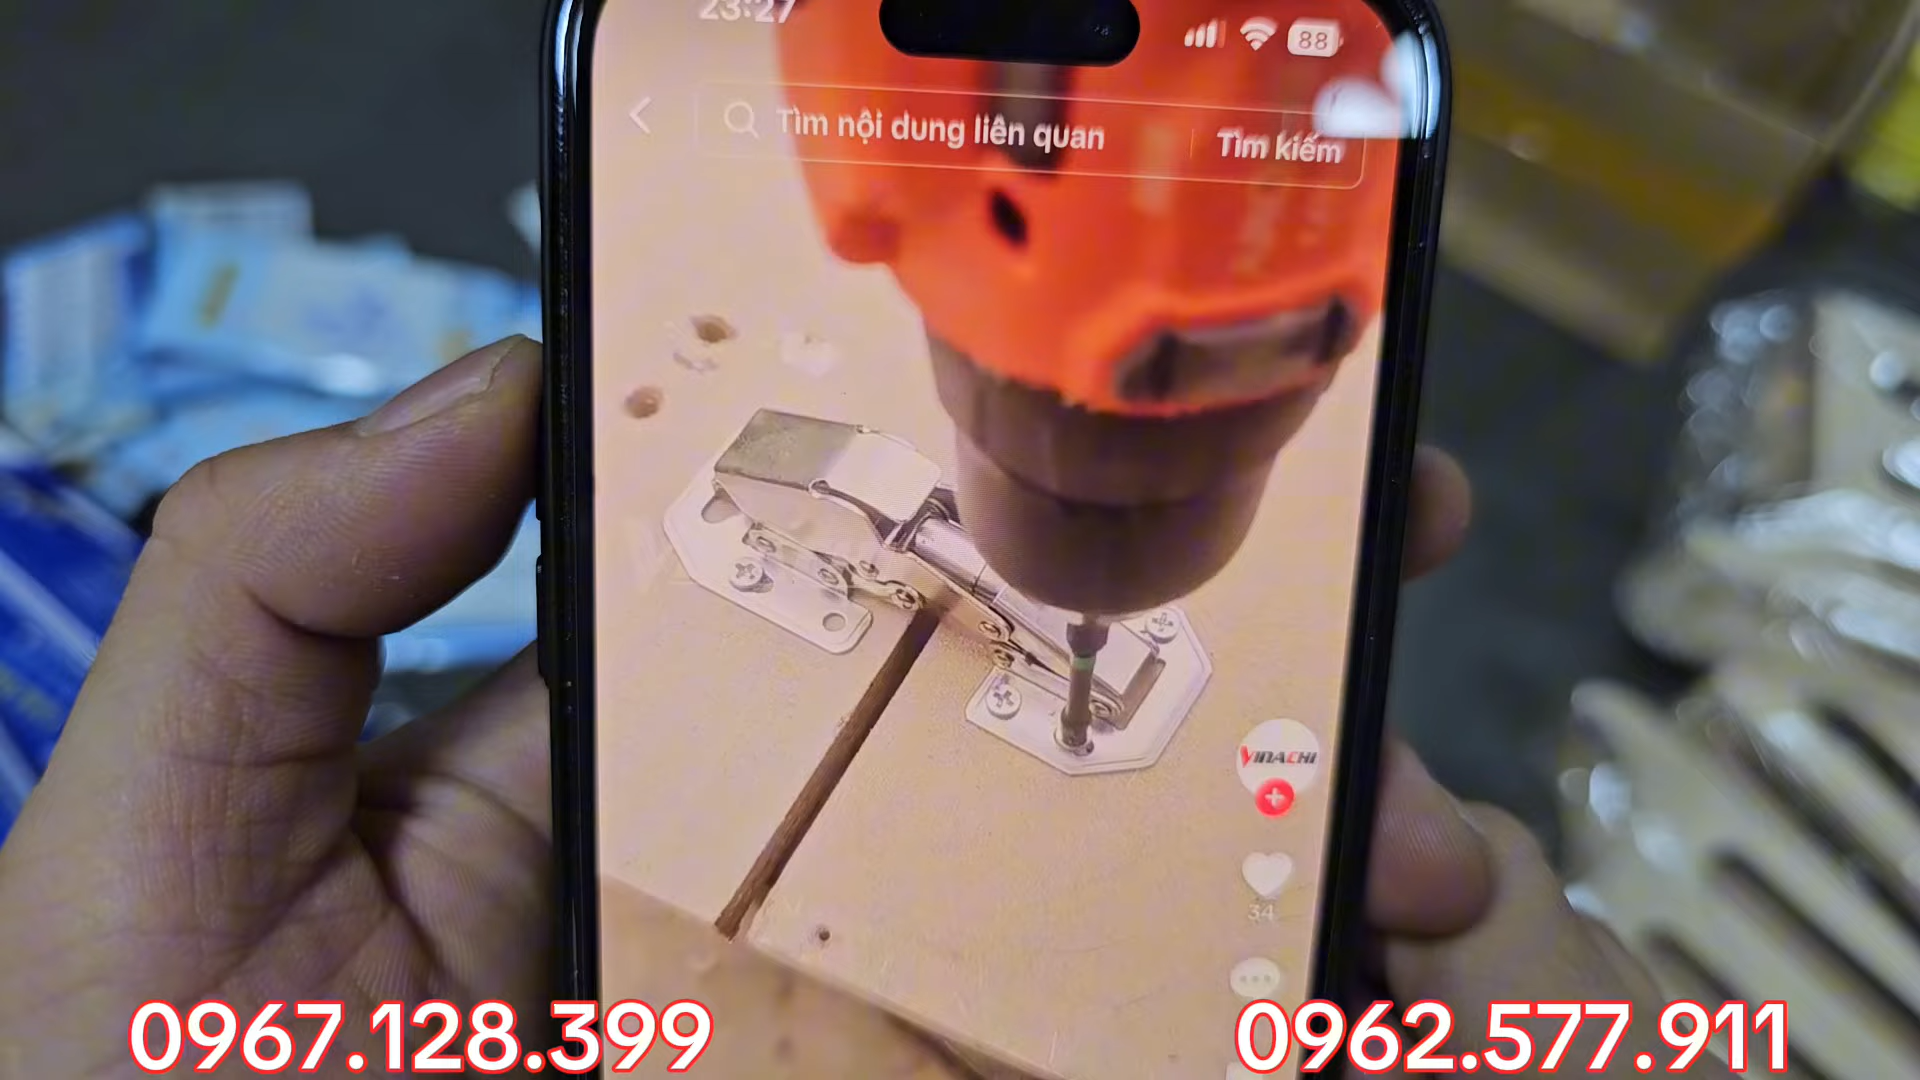 23:27
88
Tìm nội dung liên quan
Tìm kiếm
VINACHI
34
0967.128.399
0962.577.911